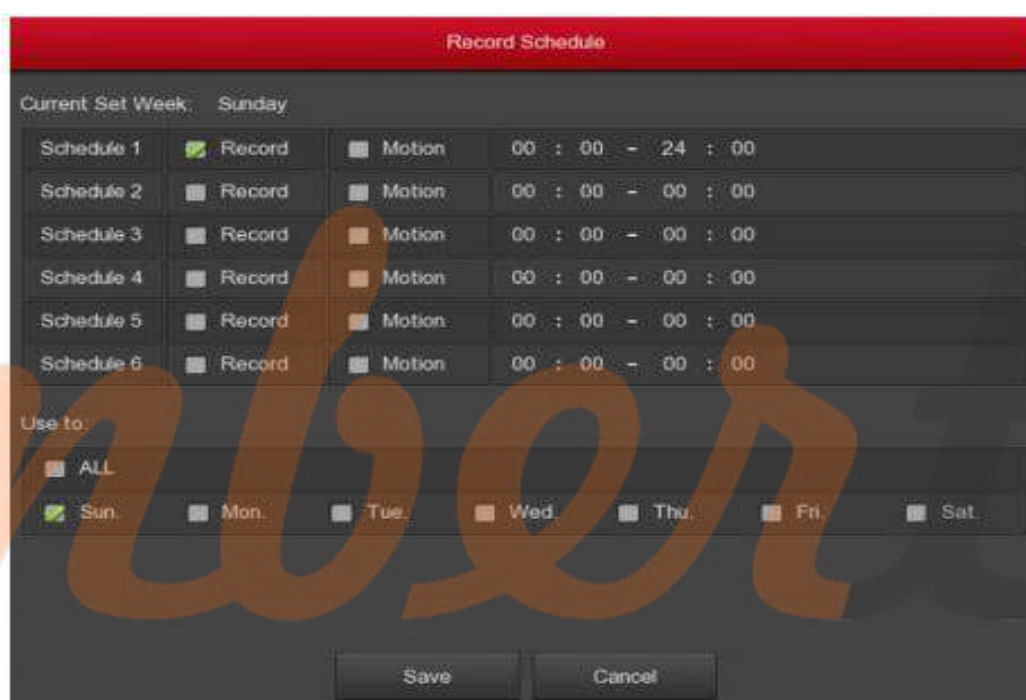 Record Schedule
Current Set Week: Sunday
Schedule 1 Record Motion 00 : 00 - 24 : 00
Schedule 2 Record Motion 00 : 00 - 00 : 00
Schedule 3 Record Motion 00 : 00 - 00 : 00
Schedule 4 Record Motion 00 : 00 - 00 : 00
Schedule 5 Record Motion 00 : 00 - 00 : 00
Schedule 6 Record Motion 00 : 00 - 00 : 00
Use to:
ALL
Sun. Mon. Tue. Wed. Thu. Fri. Sat.
Save Cancel